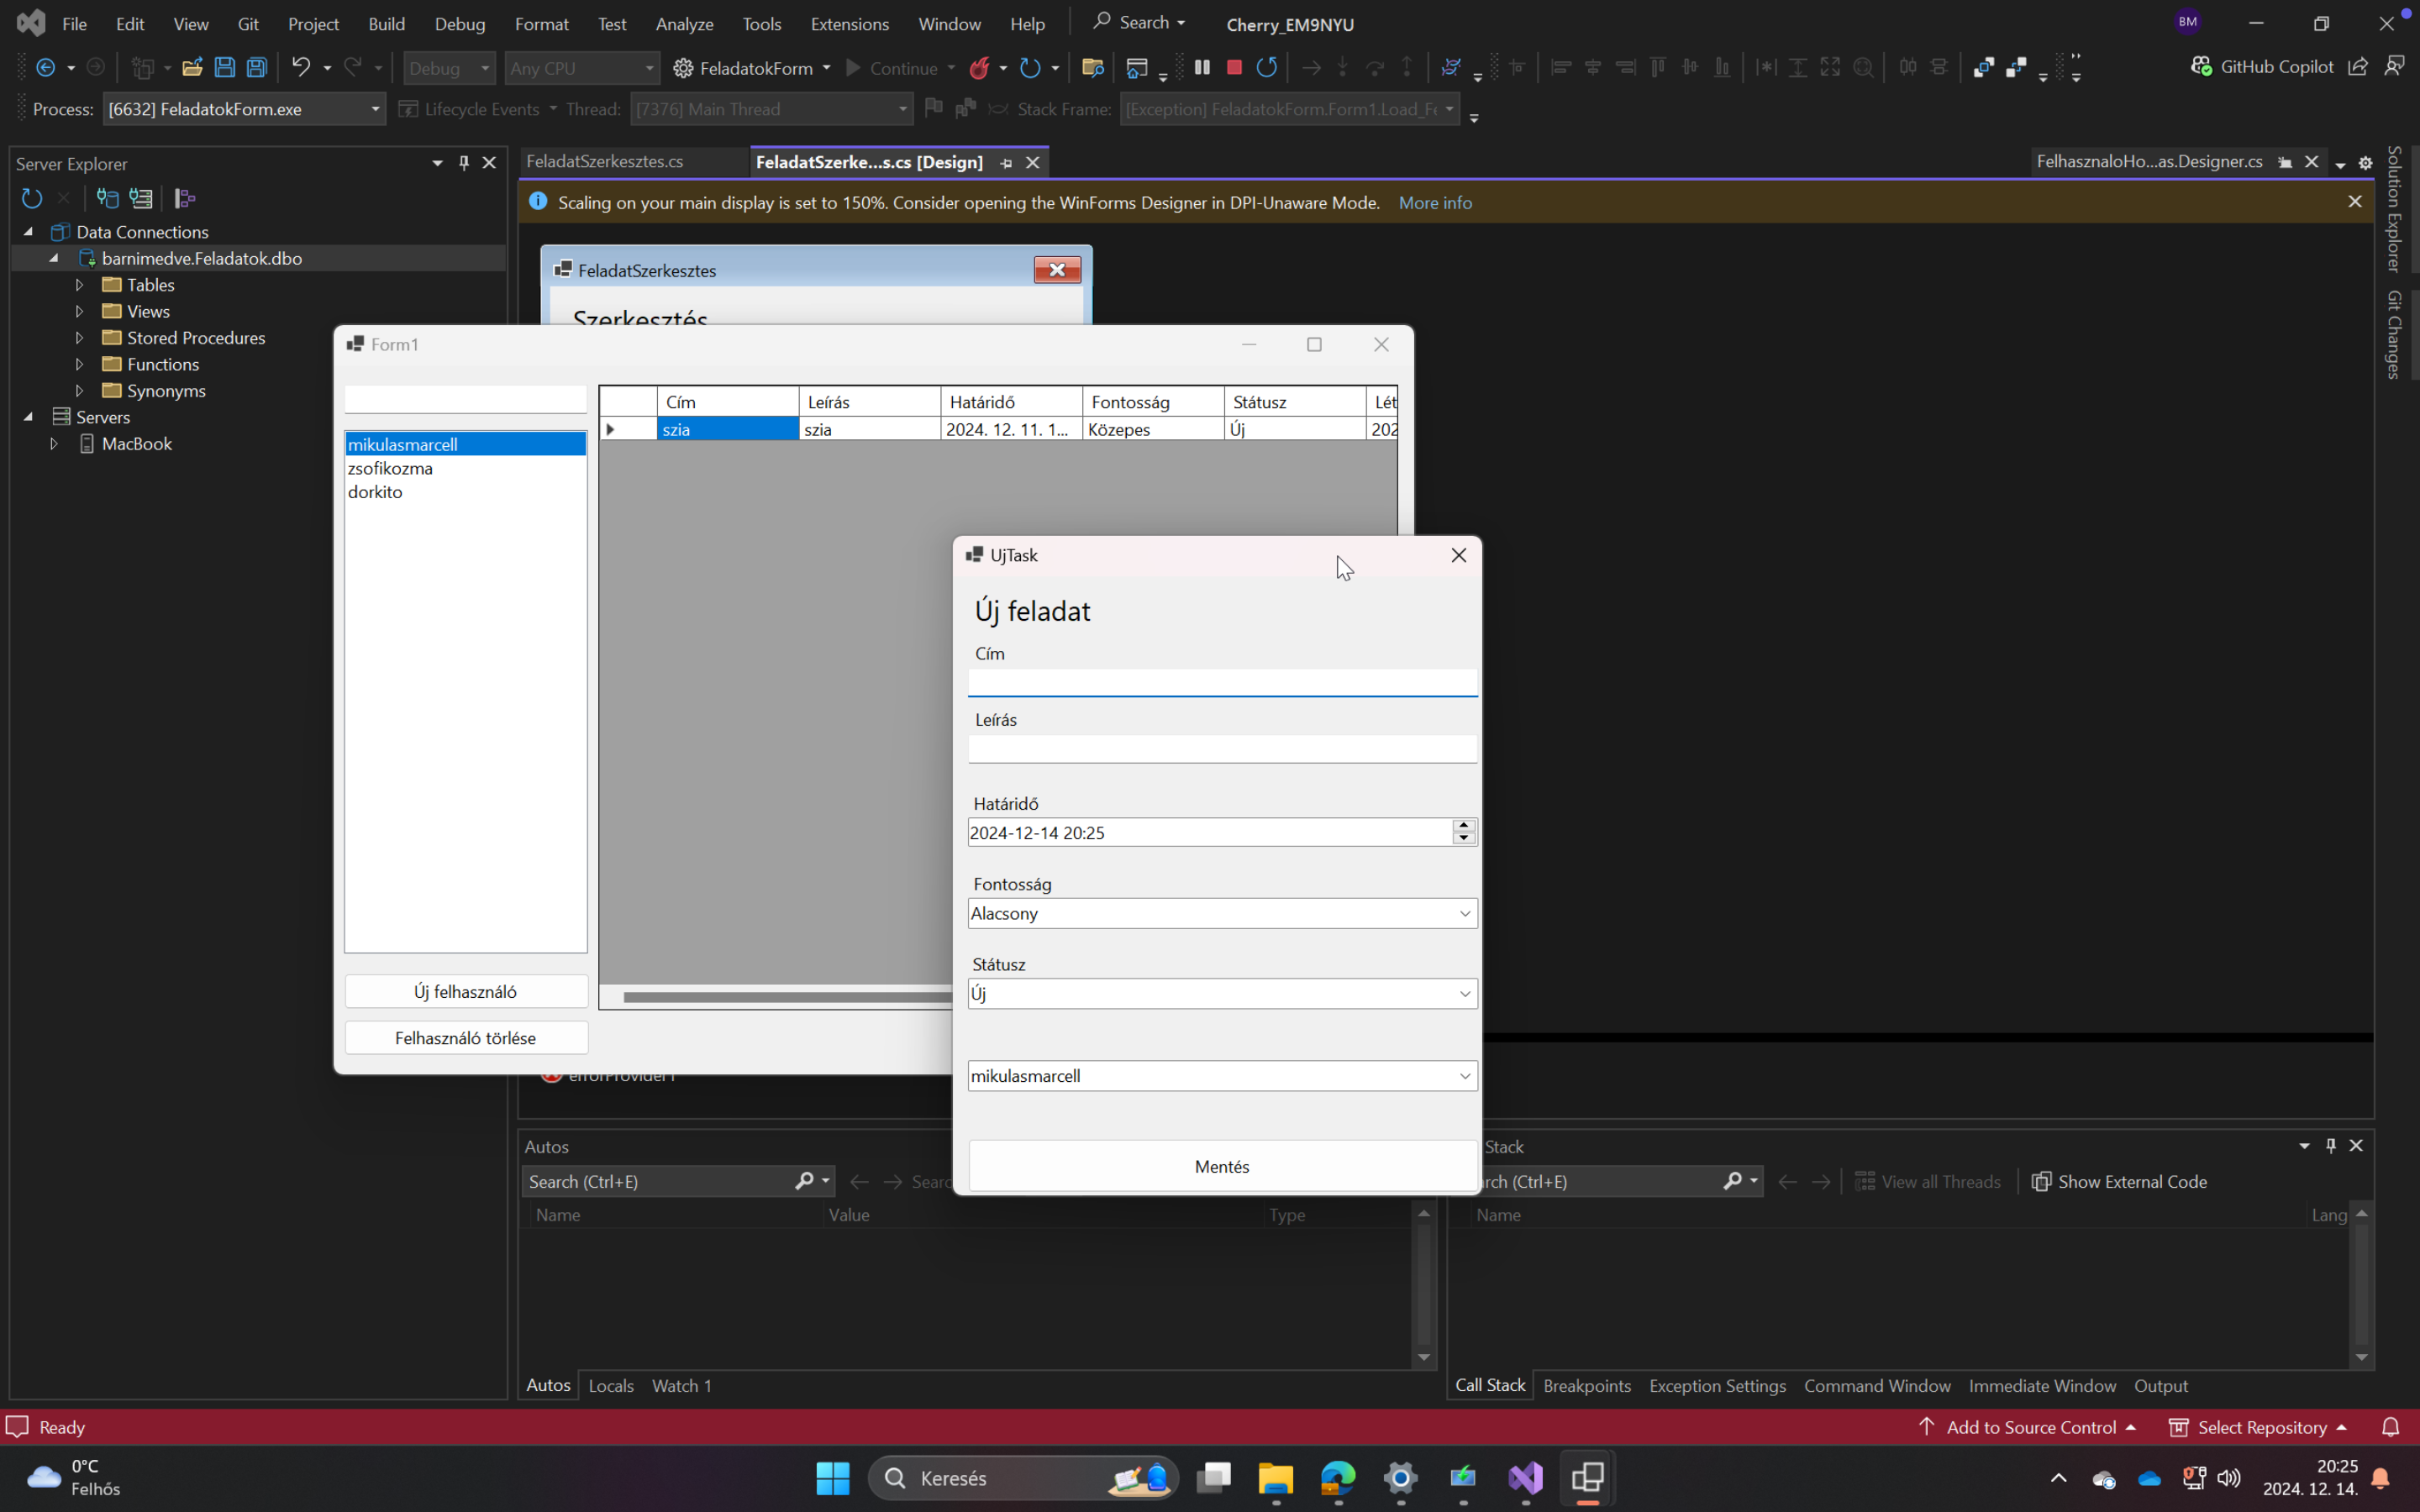 File Edit View Git Project Build Debug Format Test Analyze Tools Extensions Window Help Search Cherry_EM9NYU BM
Debug Any CPU FeladatokForm Continue GitHub Copilot
Process: [6632] FeladatokForm.exe Lifecycle Events Thread: [7376] Main Thread Stack Frame: [Exception] FeladatokForm.Form1.Load_Fe
Server Explorer
FeladatSzerkesztes.cs FeladatSzerke...s.cs [Design] FelhasznaloHo...as.Designer.cs
Scaling on your main display is set to 150%. Consider opening the WinForms Designer in DPI-Unaware Mode. More info
Data Connections
barnimedve.Feladatok.dbo
Tables
Views
Stored Procedures
Functions
Synonyms
Servers
MacBook
Solution Explorer
Git Changes
FeladatSzerkesztes
Szerkesztés
Form1
Cím Leírás Határidő Fontosság Státusz Lét
szia szia 2024. 12. 11. 1... Közepes Új 202
mikulasmarcell
zsofikozma
dorkito
Új felhasználó
Felhasználó törlése
UjTask
Új feladat
Cím
Leírás
Határidő
2024-12-14 20:25
Fontosság
Alacsony
Státusz
Új
mikulasmarcell
Mentés
errorProvider1
Autos
Search (Ctrl+E) Searc
Name Value Type
Autos Locals Watch 1
Stack
rch (Ctrl+E) View all Threads Show External Code
Name Lang
Call Stack Breakpoints Exception Settings Command Window Immediate Window Output
Ready Add to Source Control Select Repository
0°C
Felhős
Keresés
20:25
2024. 12. 14.